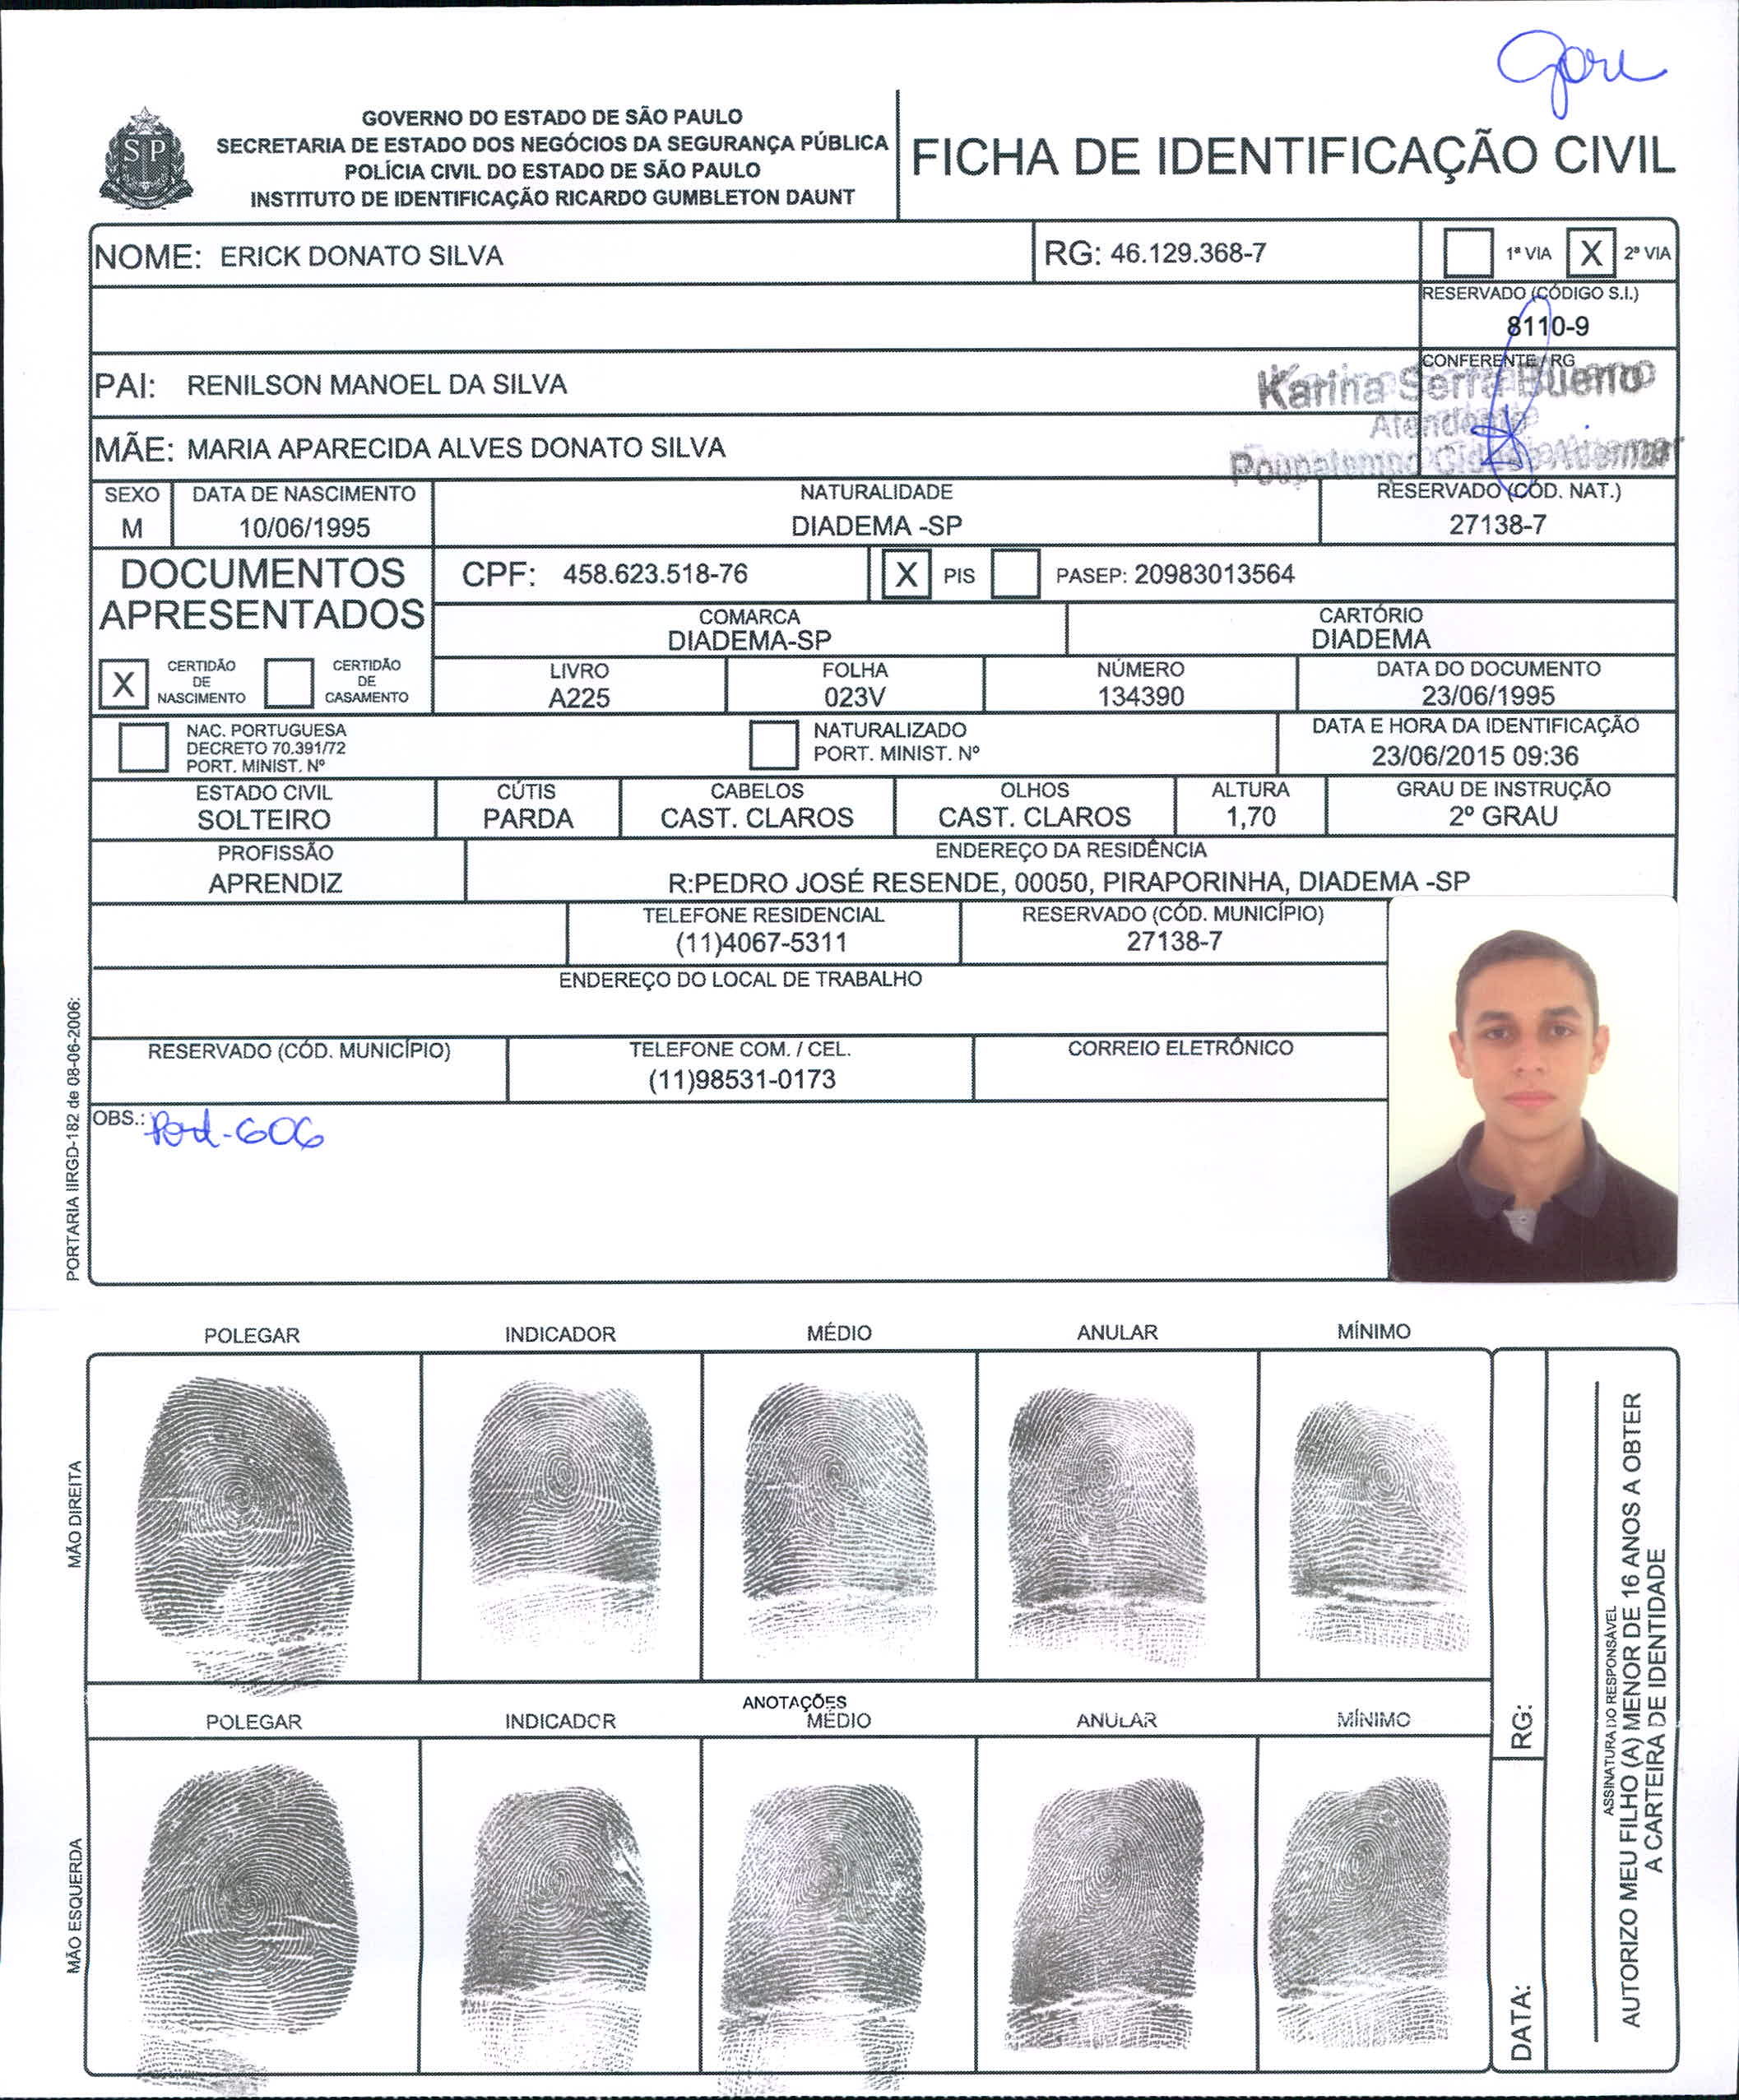 GOVERNO DO ESTADO DE SÃO PAULO
SECRETARIA DE ESTADO DOS NEGÓCIOS DA SEGURANÇA PÚBLICA
POLÍCIA CIVIL DO ESTADO DE SÃO PAULO
INSTITUTO DE IDENTIFICAÇÃO RICARDO GUMBLETON DAUNT
SP
FICHA DE IDENTIFICAÇÃO CIVIL
NOME: ERICK DONATO SILVA
RG: 46.129.368-7
1ª VIA X 2ª VIA
RESERVADO (CÓDIGO S.I.)
8110-9
CONFERENTE RG
PAI: RENILSON MANOEL DA SILVA
Karina Serra Bueno
Atendente
Poupatempo Cidade Ademar
MÃE: MARIA APARECIDA ALVES DONATO SILVA
SEXO
M
DATA DE NASCIMENTO
10/06/1995
NATURALIDADE
DIADEMA -SP
RESERVADO (CÓD. NAT.)
27138-7
DOCUMENTOS
APRESENTADOS
CPF: 458.623.518-76
X PIS PASEP: 20983013564
COMARCA
DIADEMA-SP
CARTÓRIO
DIADEMA
X CERTIDÃO
DE
NASCIMENTO
CERTIDÃO
DE
CASAMENTO
LIVRO
A225
FOLHA
023V
NÚMERO
134390
DATA DO DOCUMENTO
23/06/1995
NAC. PORTUGUESA
DECRETO 70.391/72
PORT. MINIST. Nº
NATURALIZADO
PORT. MINIST. Nº
DATA E HORA DA IDENTIFICAÇÃO
23/06/2015 09:36
ESTADO CIVIL
SOLTEIRO
CÚTIS
PARDA
CABELOS
CAST. CLAROS
OLHOS
CAST. CLAROS
ALTURA
1,70
GRAU DE INSTRUÇÃO
2º GRAU
PROFISSÃO
APRENDIZ
ENDEREÇO DA RESIDÊNCIA
R:PEDRO JOSÉ RESENDE, 00050, PIRAPORINHA, DIADEMA -SP
TELEFONE RESIDENCIAL
(11)4067-5311
RESERVADO (CÓD. MUNICÍPIO)
27138-7
ENDEREÇO DO LOCAL DE TRABALHO
RESERVADO (CÓD. MUNICÍPIO)
TELEFONE COM. / CEL.
(11)98531-0173
CORREIO ELETRÔNICO
OBS.:
PORTARIA IIRGD-182 de 08-06-2006:
POLEGAR INDICADOR MÉDIO ANULAR MÍNIMO
MÃO DIREITA
ANOTAÇÕES
POLEGAR INDICADOR MÉDIO ANULAR MÍNIMO
MÃO ESQUERDA
RG:
DATA:
ASSINATURA DO RESPONSÁVEL
AUTORIZO MEU FILHO (A) MENOR DE 16 ANOS A OBTER
A CARTEIRA DE IDENTIDADE